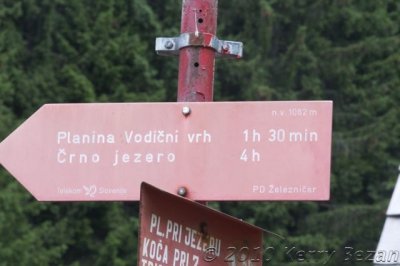 n.v. 1082 m
Planina Vodični vrh 1h 30 min
Črno jezero 4h
Telekom Slovenije
PD Železničar
PL. PRI JEZERU
KOČA PRI
© 2010 Kerry Bezan